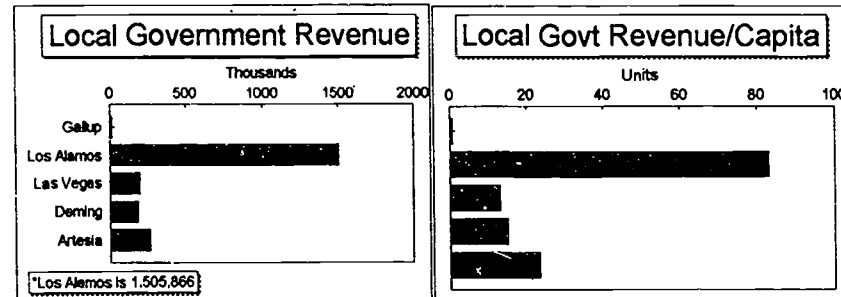 Local Government Revenue
Thousands
0 500 1000 1500 2000
Gallup
Los Alamos
Las Vegas
Deming
Artesia
*Los Alamos is 1,505,866
Local Govt Revenue/Capita
Units
0 20 40 60 80 100